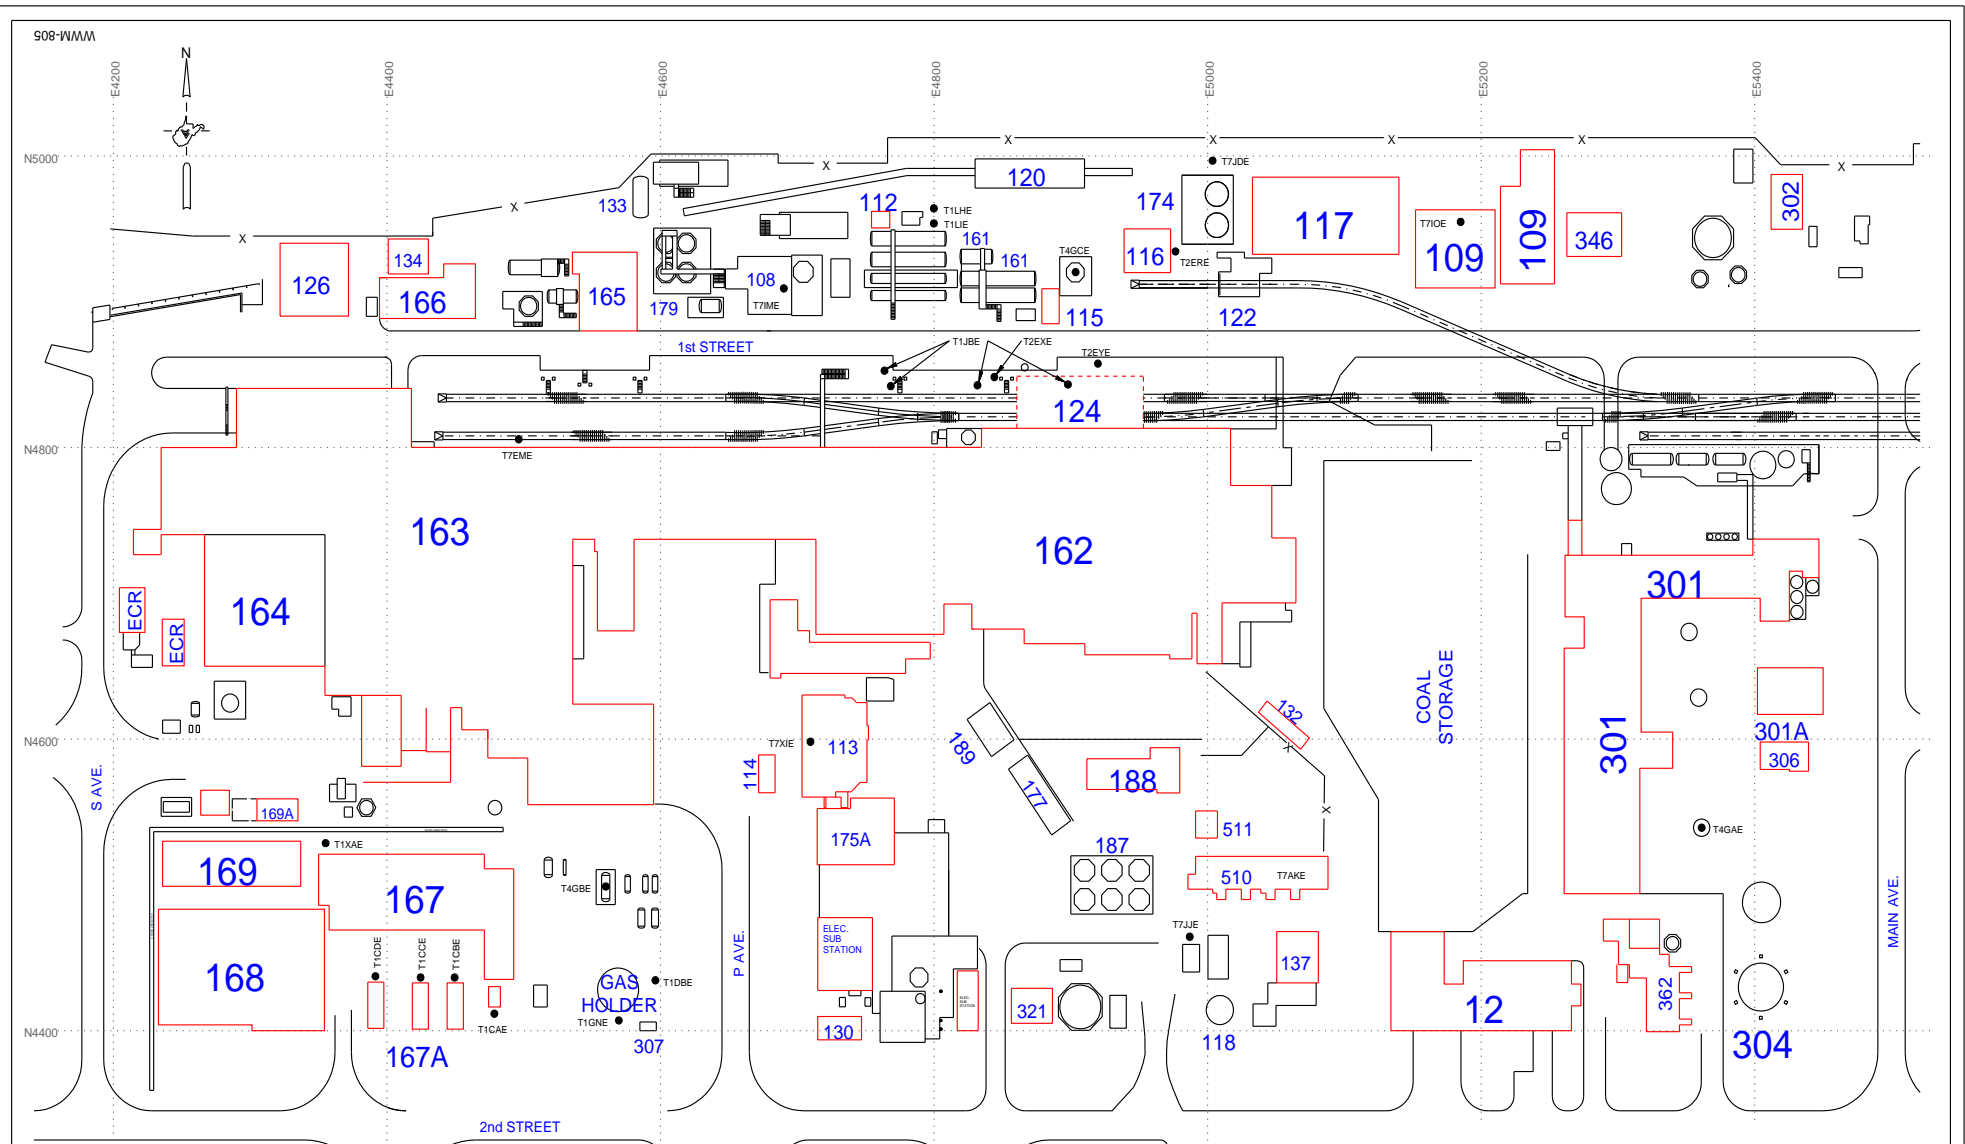 WWM-805
N
E4200
E4400
E4600
E4800
E5000
E5200
E5400
X
X
X
X
X
X
X
X
N5000
T7JDE
120
133
174
302
112
T1LHE
T1LIE
T7IOE
117
109
109
346
134
161
161
T4GCE
116
T2ERE
126
166
165
108
T7IME
179
115
122
1st STREET
T1JBE
T2EXE
T2EYE
124
N4800
T7EME
163
162
164
301
ECR
ECR
COAL
STORAGE
132
X
189
N4600
T7XIE
113
301
301A
306
114
188
177
S AVE.
169A
X
511
T4GAE
T1XAE
175A
187
169
T4GBE
167
510
T7AKE
ELEC.
SUB
STATION
T7JJE
P AVE.
MAIN AVE.
T1CDE
T1CCE
T1CBE
168
GAS
HOLDER
T1DBE
137
362
ELEC.
SUB
STATION
321
12
T1CAE
T1GNE
N4400
130
307
118
304
167A
2nd STREET